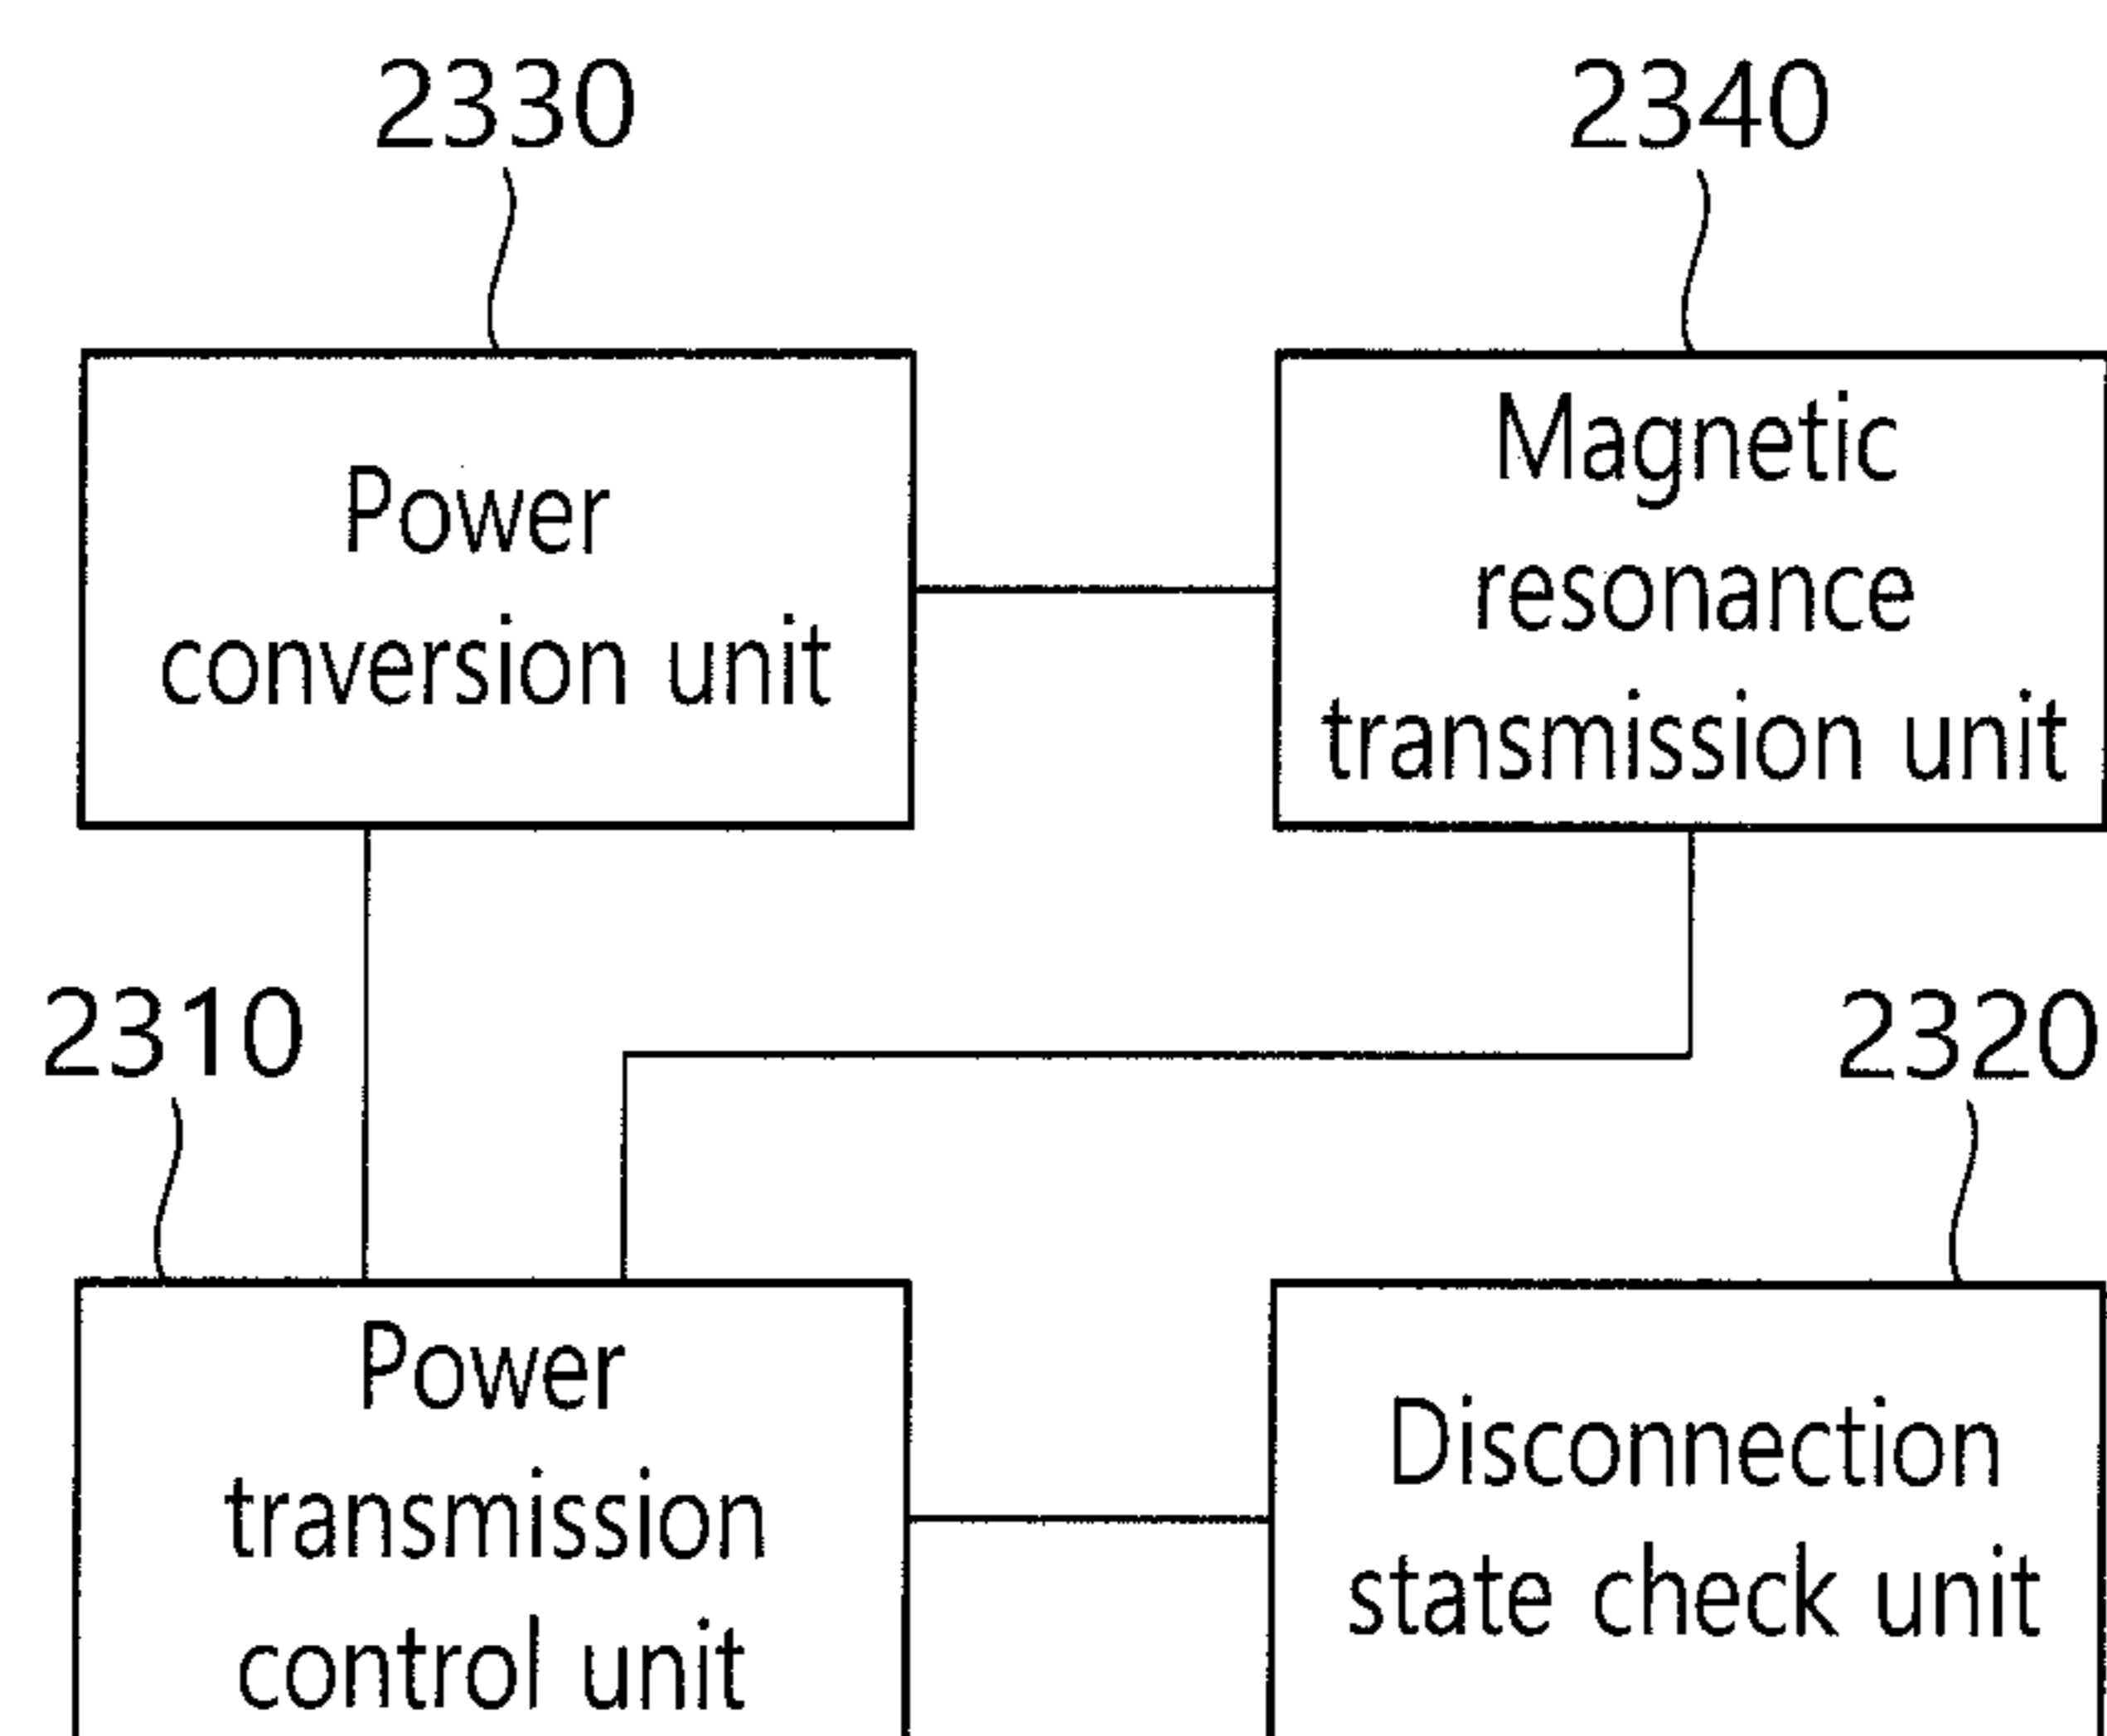 2330
2340
Power
conversion unit
Magnetic
resonance
transmission unit
2310
2320
Power
transmission
control unit
Disconnection
state check unit